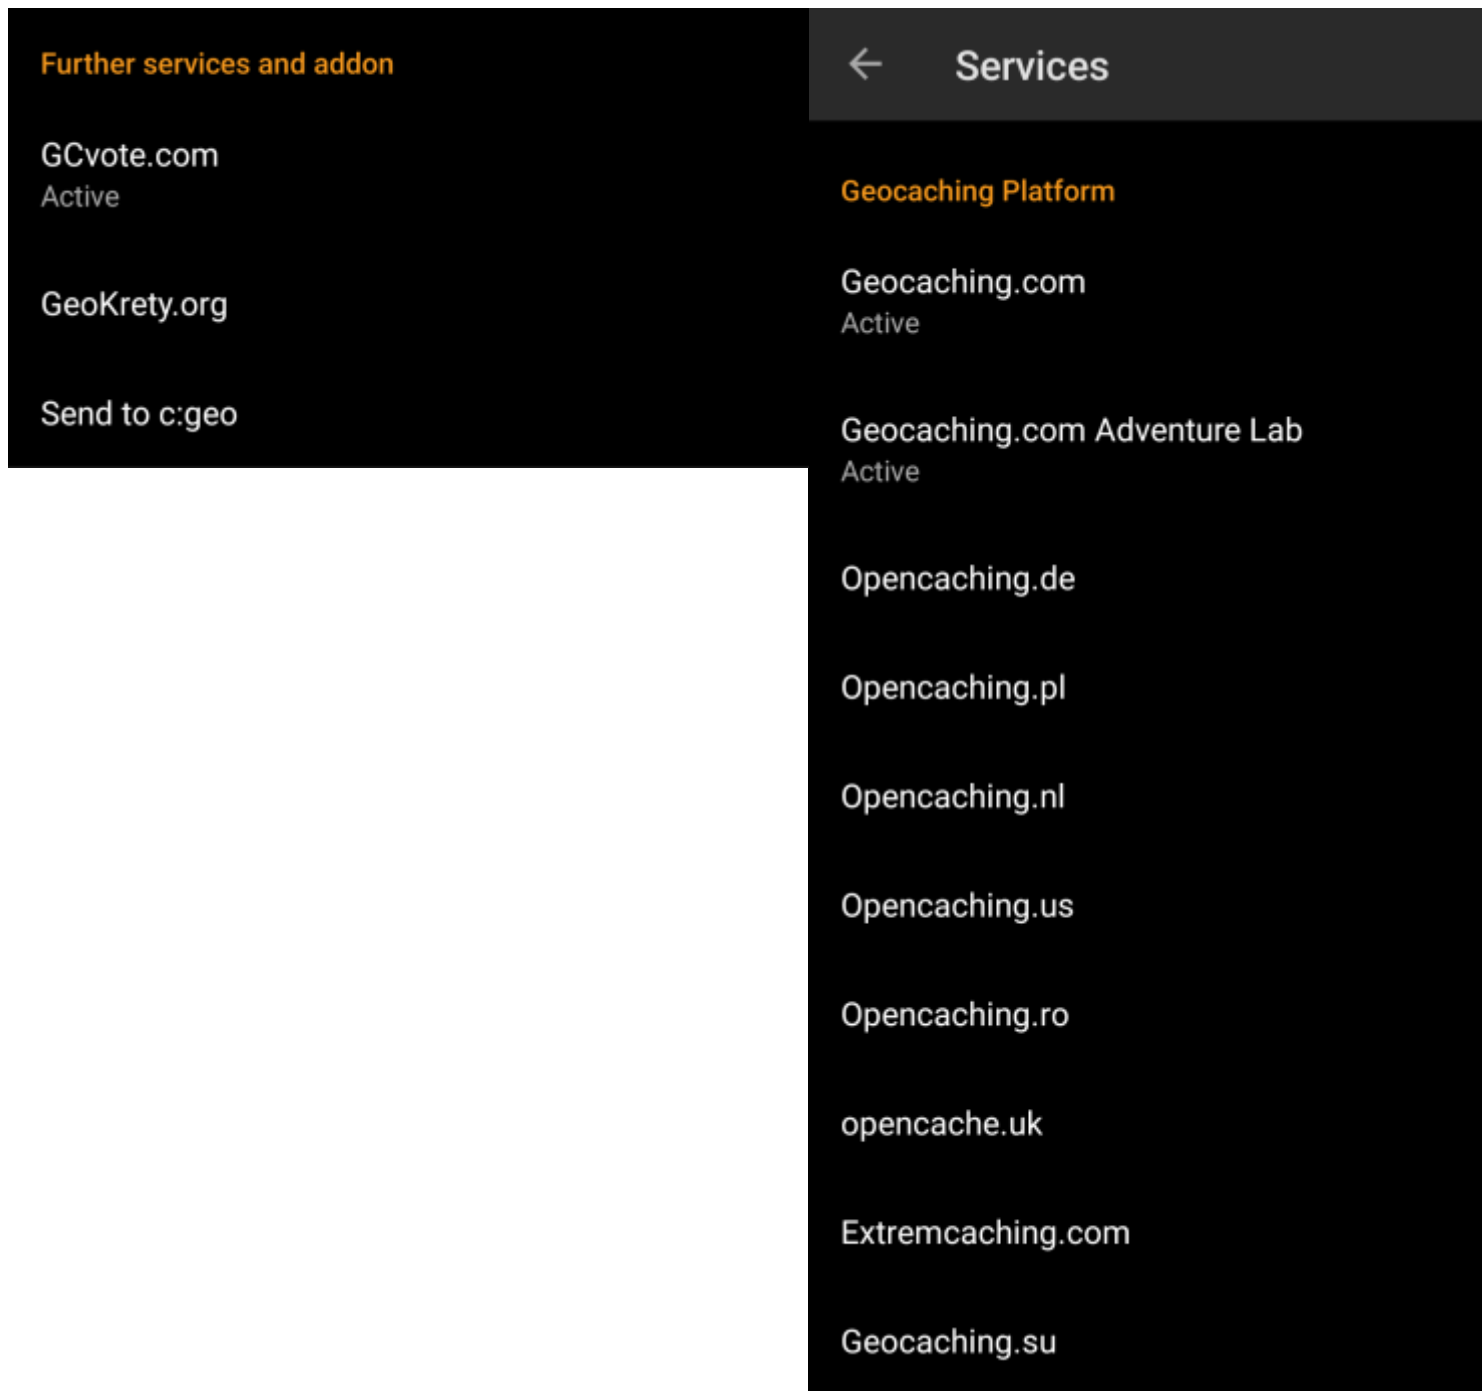 Further services and addon
GCvote.com
Active
GeoKrety.org
Send to c:geo
Services
Geocaching Platform
Geocaching.com
Active
Geocaching.com Adventure Lab
Active
Opencaching.de
Opencaching.pl
Opencaching.nl
Opencaching.us
Opencaching.ro
opencache.uk
Extremcaching.com
Geocaching.su